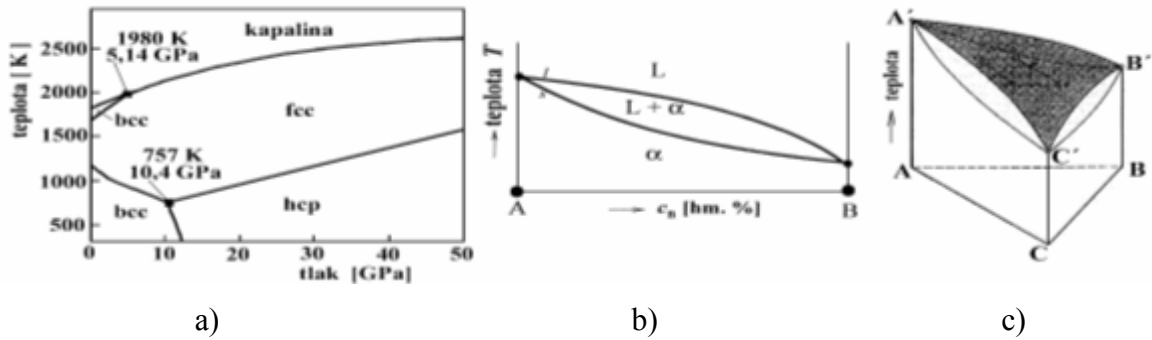 kapalina
1980 K
5,14 GPa
bcc
fcc
757 K
10,4 GPa
bcc
hcp
teplota [K]
2500
2000
1500
1000
500
0
10
20
30
40
50
tlak [GPa]
a)
teplota T
L
l
s
L + α
α
A
c_B [hm. %]
B
b)
teplota
A´
B´
C´
A
B
C
c)